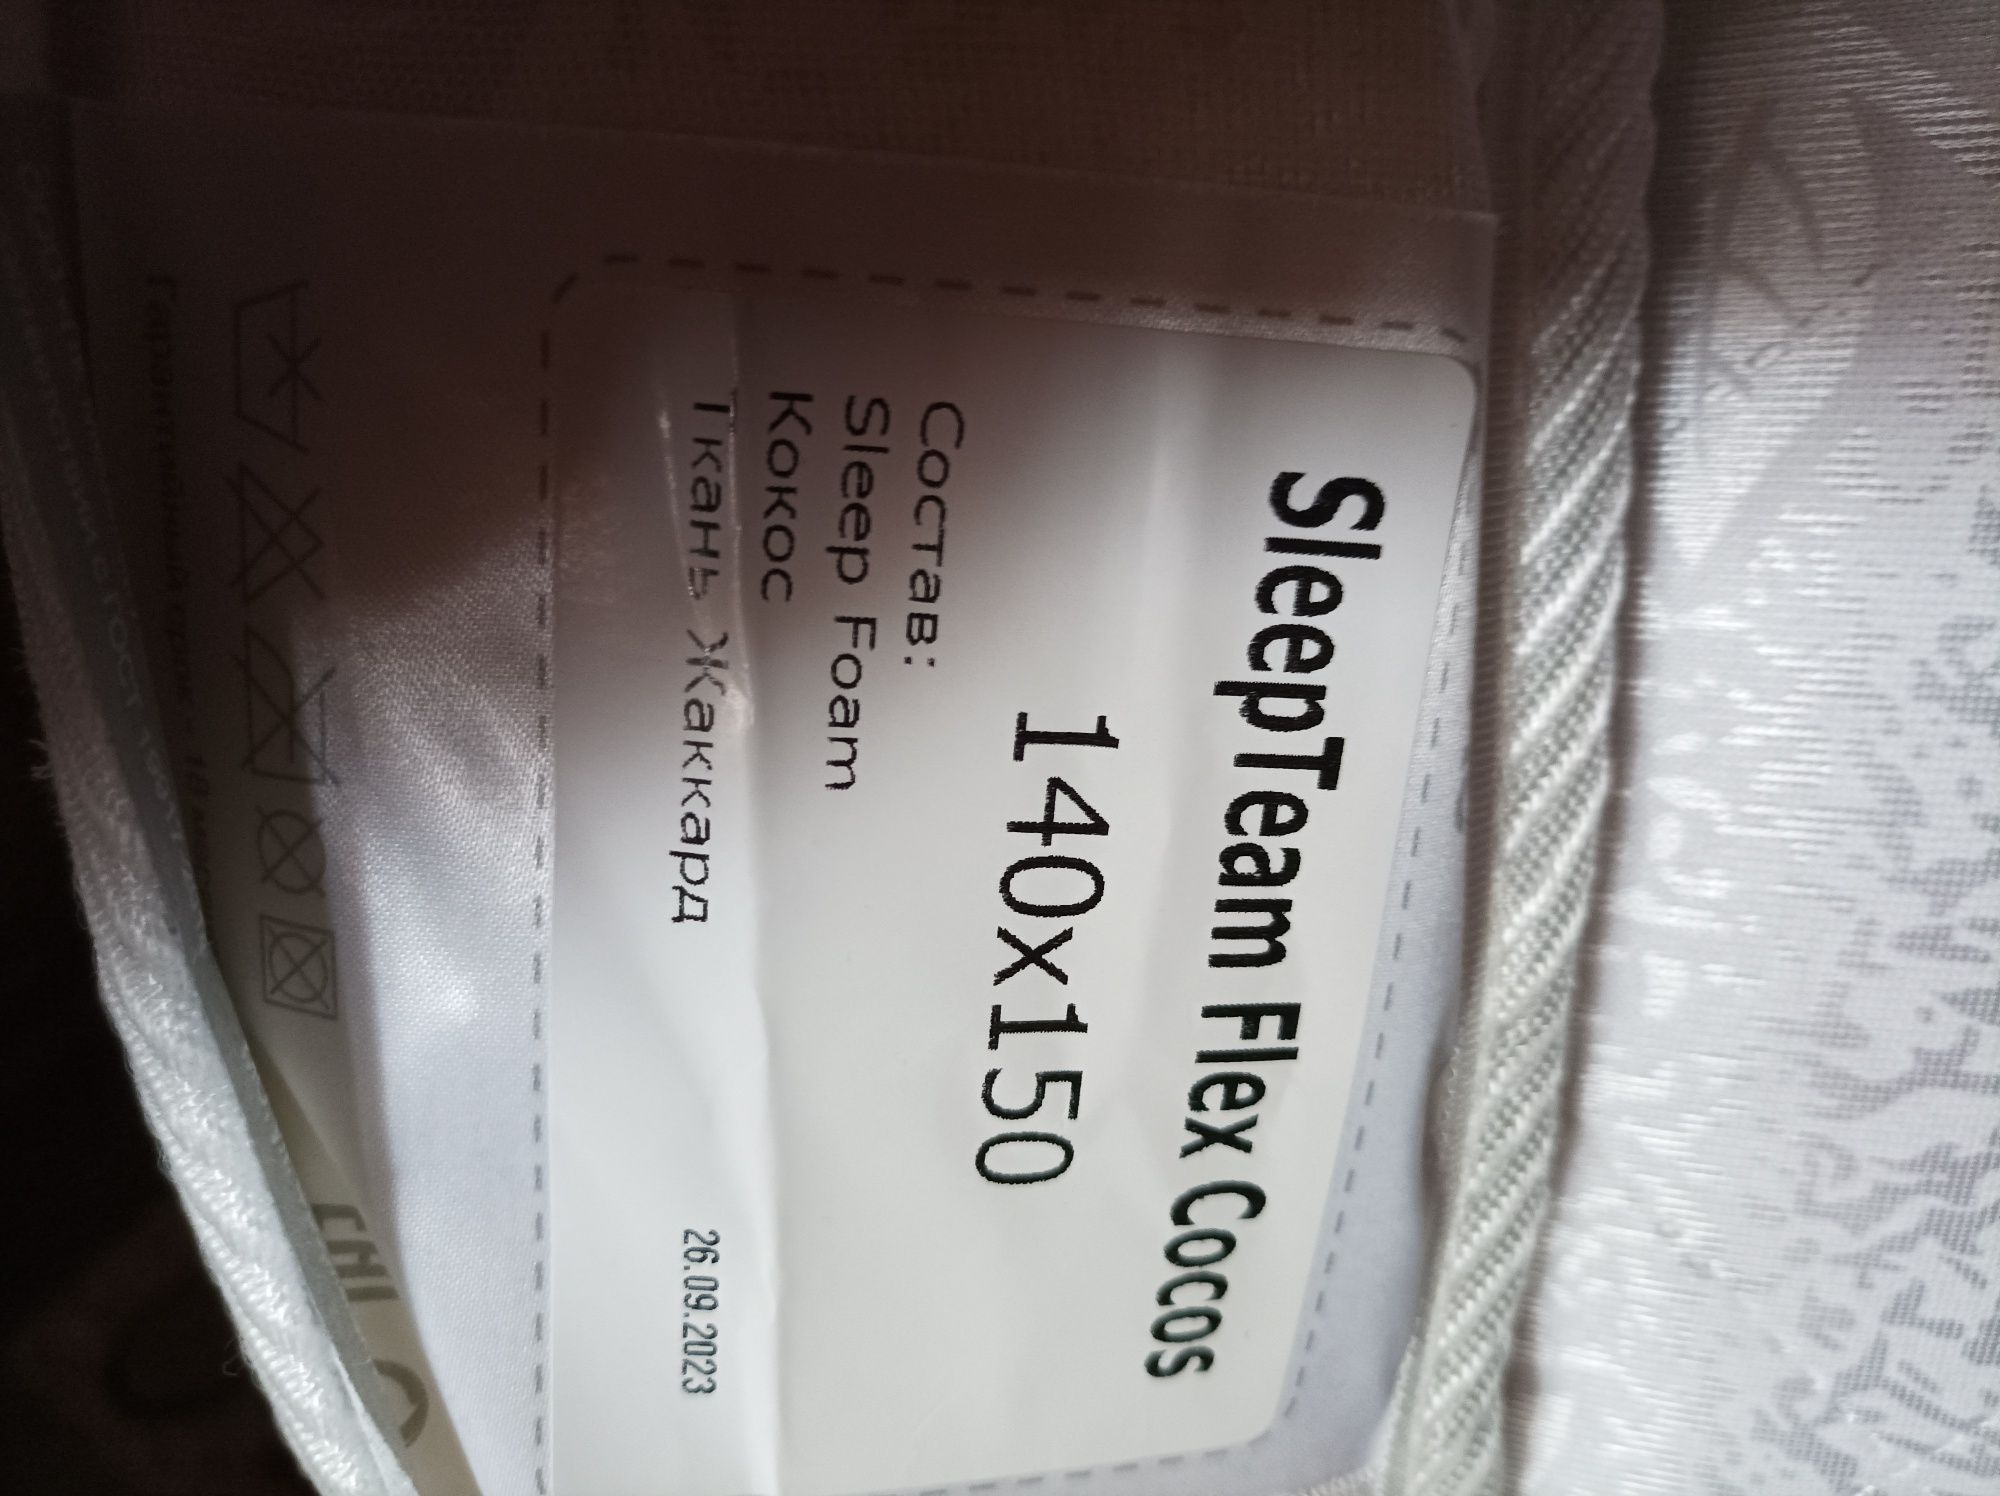 SleepTeam Flex Cocos
140x150
Состав:
Sleep Foam
Кокос
Ткань Жаккард
26.09.2023